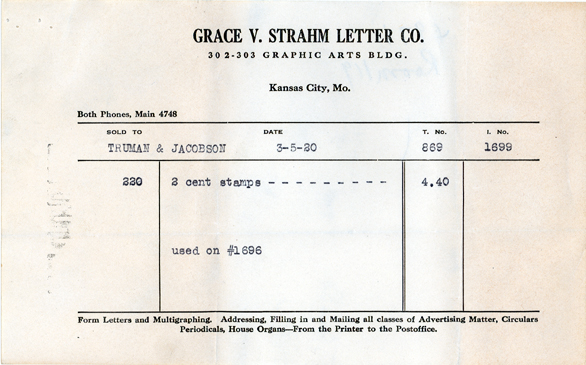 GRACE V. STRAHM LETTER CO.
302-303 GRAPHIC ARTS BLDG.
Kansas City, Mo.
Both Phones, Main 4748
SOLD TO DATE T. No. I. No.
TRUMAN & JACOBSON 3-5-20 869 1699
220 2 cent stamps - - - - - - - - - 4.40
used on #1696
Form Letters and Multigraphing. Addressing, Filling in and Mailing all classes of Advertising Matter, Circulars
Periodicals, House Organs—From the Printer to the Postoffice.